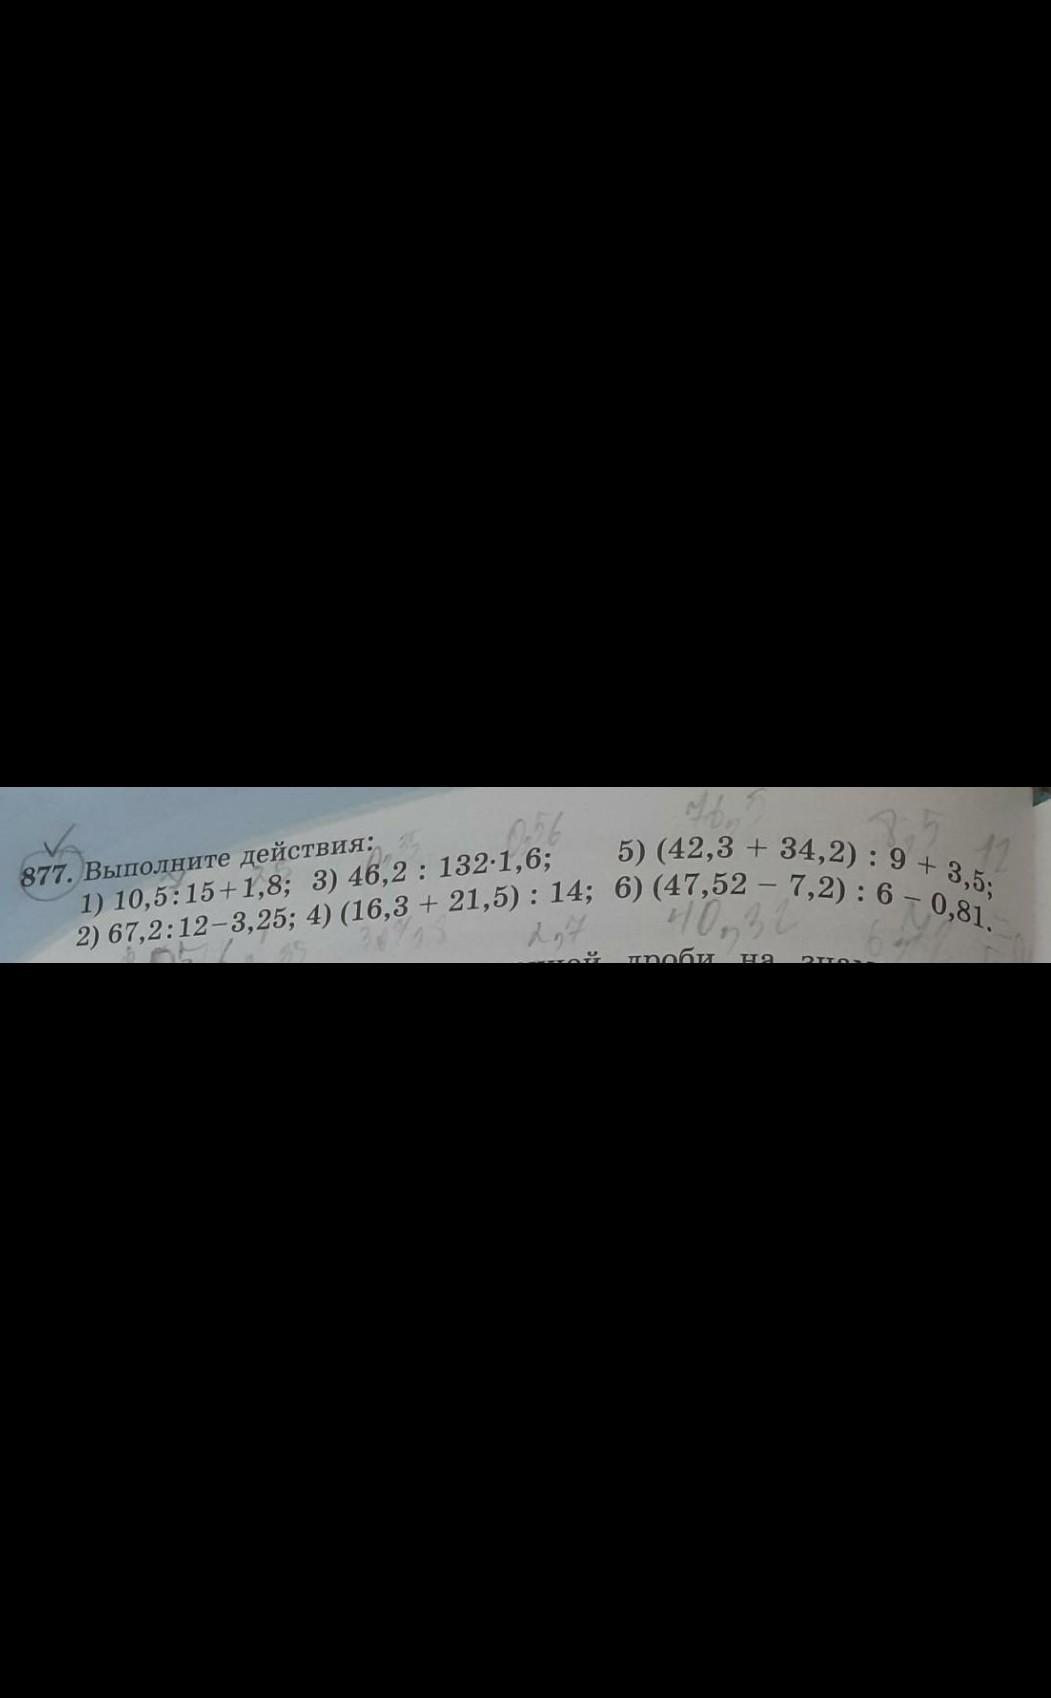 877. Выполните действия:
1) 10,5:15+1,8; 3) 46,2 : 132·1,6; 5) (42,3 + 34,2) : 9 + 3,5;
2) 67,2:12−3,25; 4) (16,3 + 21,5) : 14; 6) (47,52 − 7,2) : 6 − 0,81.
дроби на